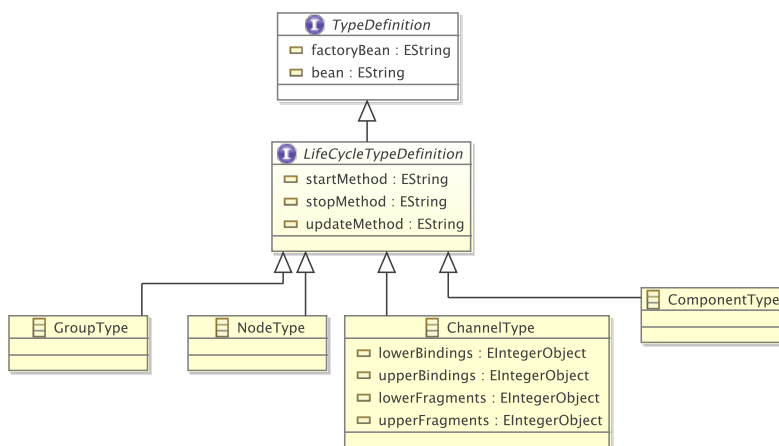 TypeDefinition
factoryBean : EString
bean : EString
LifeCycleTypeDefinition
startMethod : EString
stopMethod : EString
updateMethod : EString
GroupType
NodeType
ChannelType
lowerBindings : EIntegerObject
upperBindings : EIntegerObject
lowerFragments : EIntegerObject
upperFragments : EIntegerObject
ComponentType